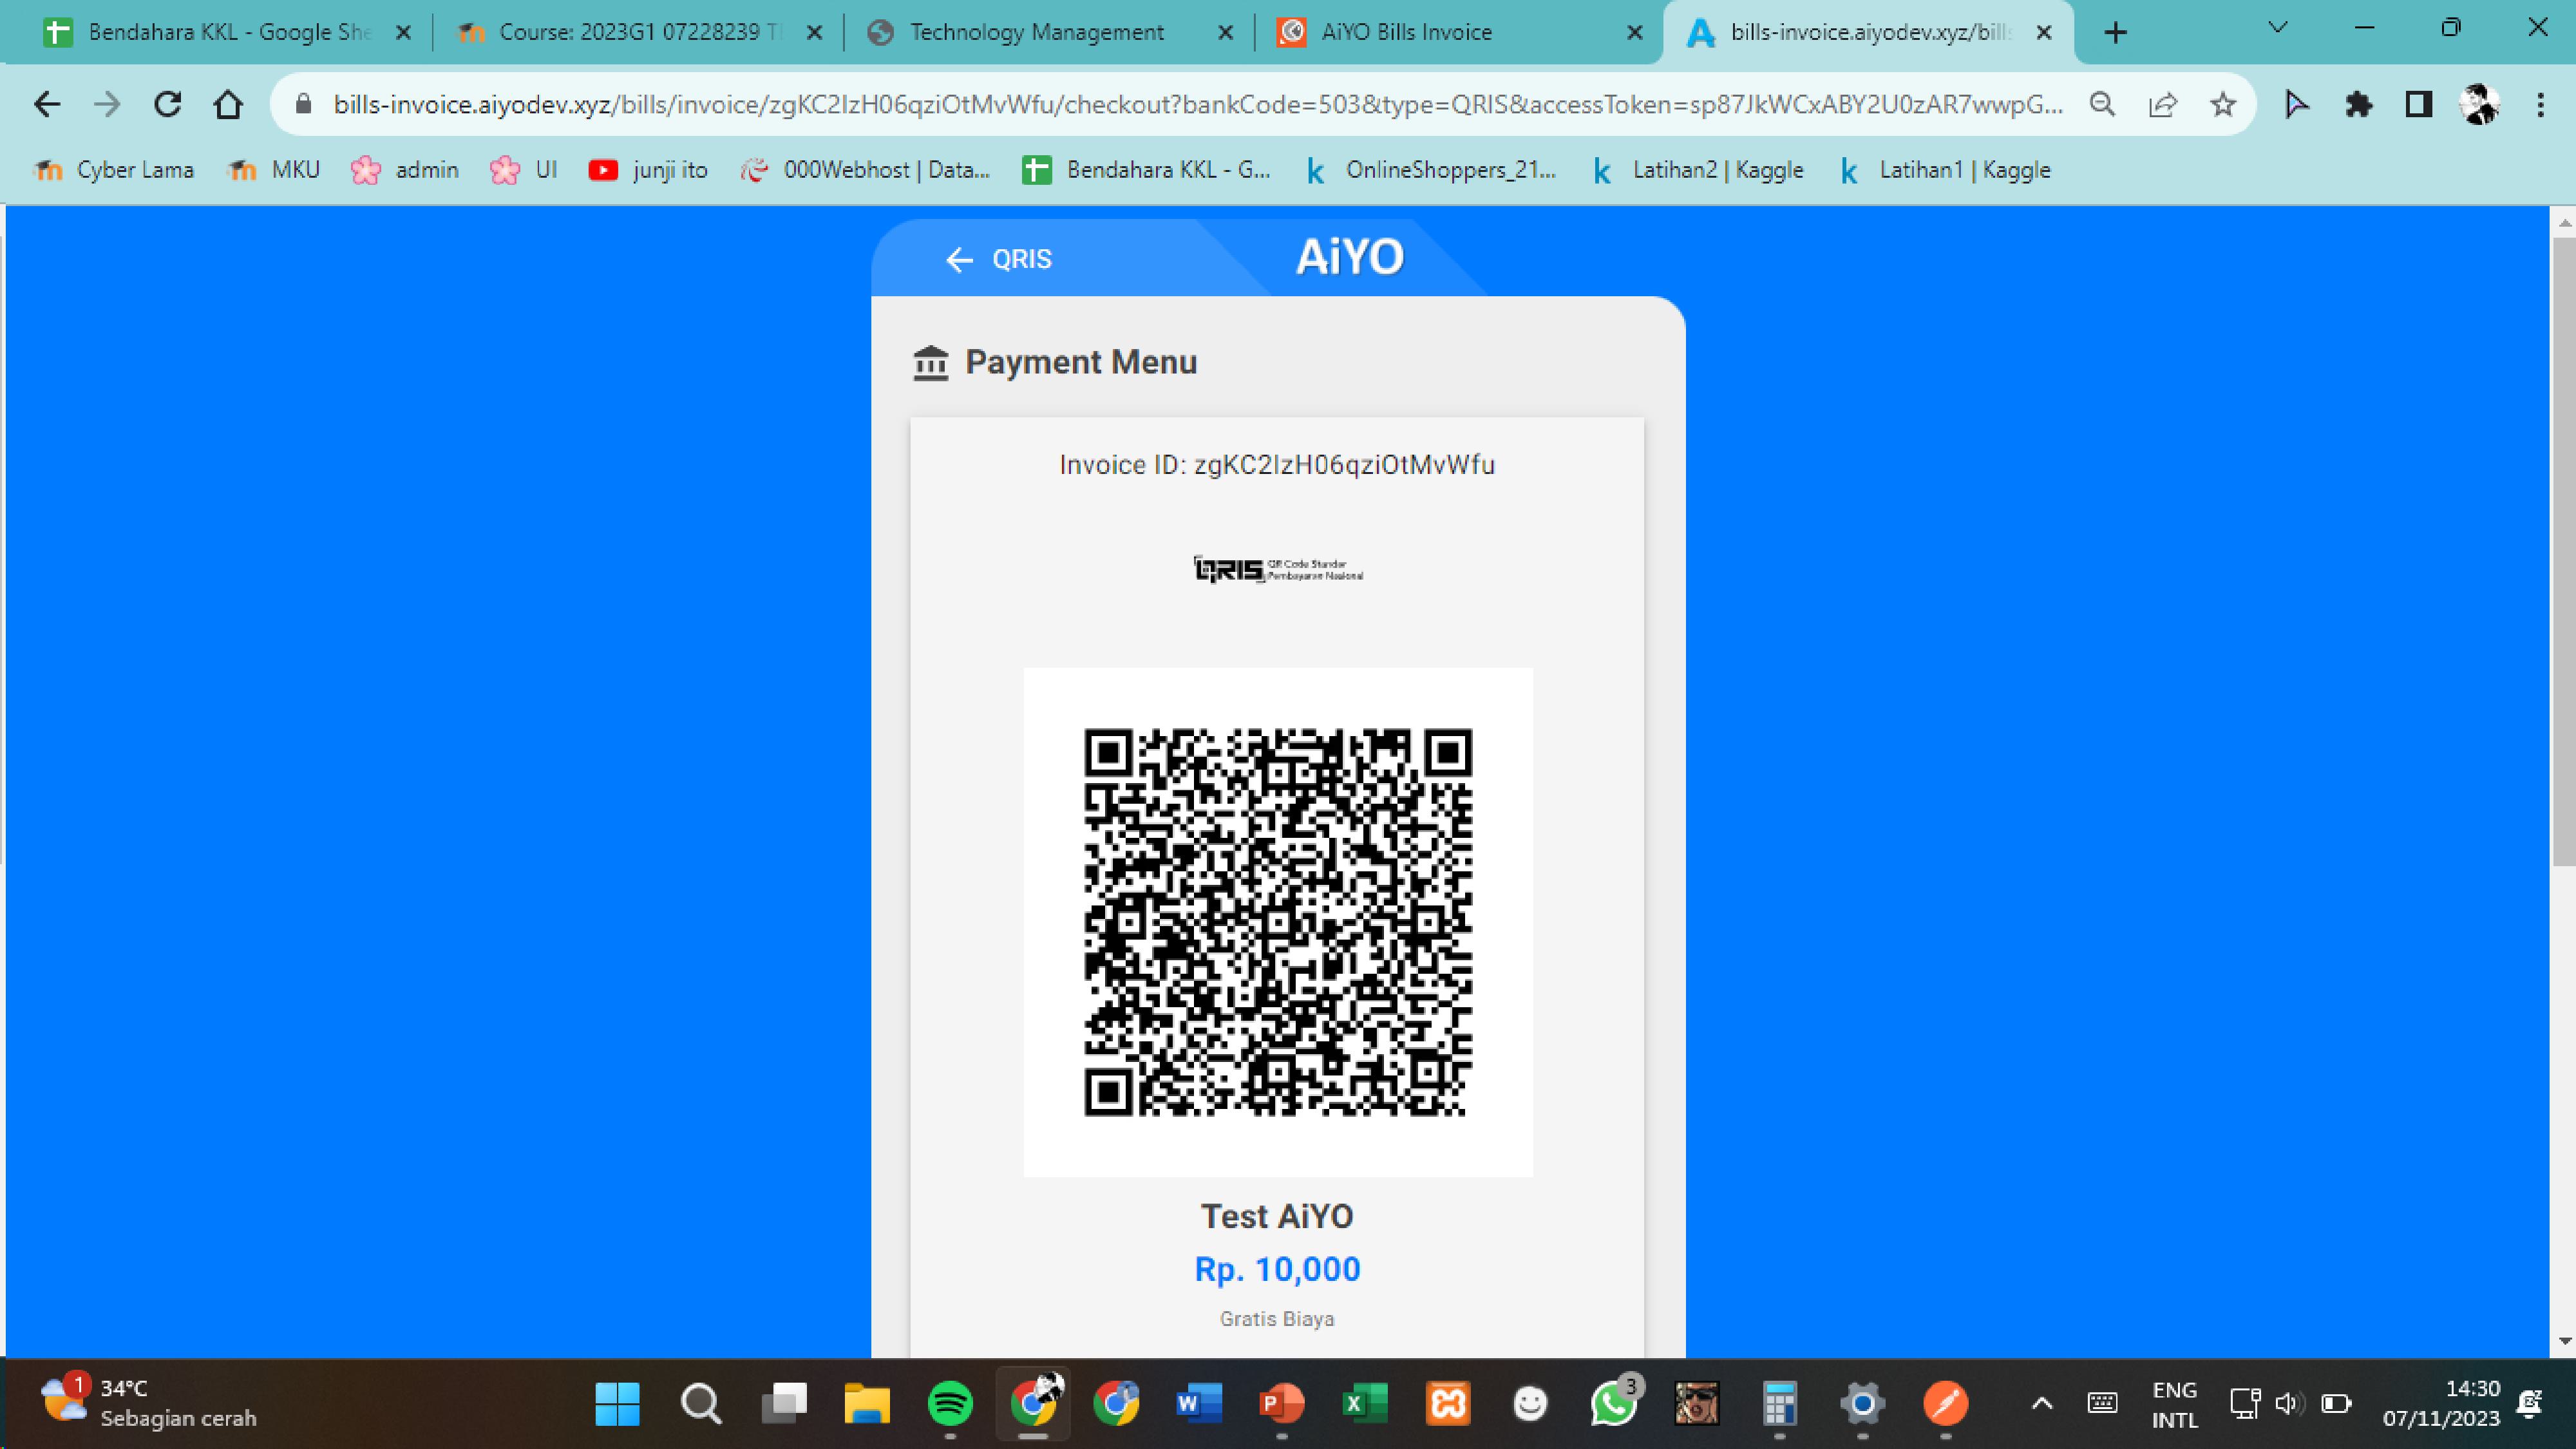 Bendahara KKL - Google She
Course: 2023G1 07228239 T
Technology Management
AiYO Bills Invoice
bills-invoice.aiyodev.xyz/bill
bills-invoice.aiyodev.xyz/bills/invoice/zgKC2IzH06qziOtMvWfu/checkout?bankCode=503&type=QRIS&accessToken=sp87JkWCxABY2U0zAR7wwpG...
Cyber Lama
MKU
admin
UI
junji ito
000Webhost | Data...
Bendahara KKL - G...
OnlineShoppers_21...
Latihan2 | Kaggle
Latihan1 | Kaggle
QRIS
AiYO
Payment Menu
Invoice ID: zgKC2IzH06qziOtMvWfu
QRIS
QR Code Standar
Pembayaran Nasional
Test AiYO
Rp. 10,000
Gratis Biaya
1
34°C
Sebagian cerah
3
ENG
INTL
14:30
07/11/2023